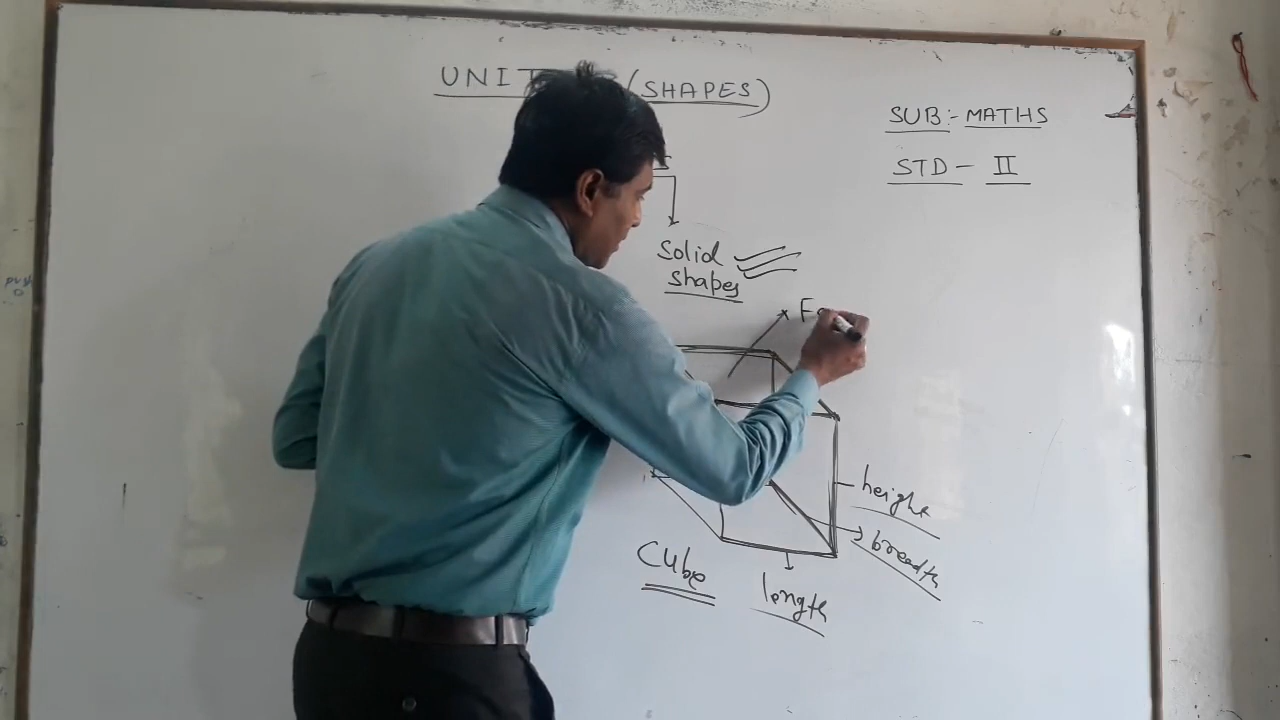 UNIT (SHAPES)
SUB:- MATHS
STD - II
Solid
shapes
height
breadth
Cube
length